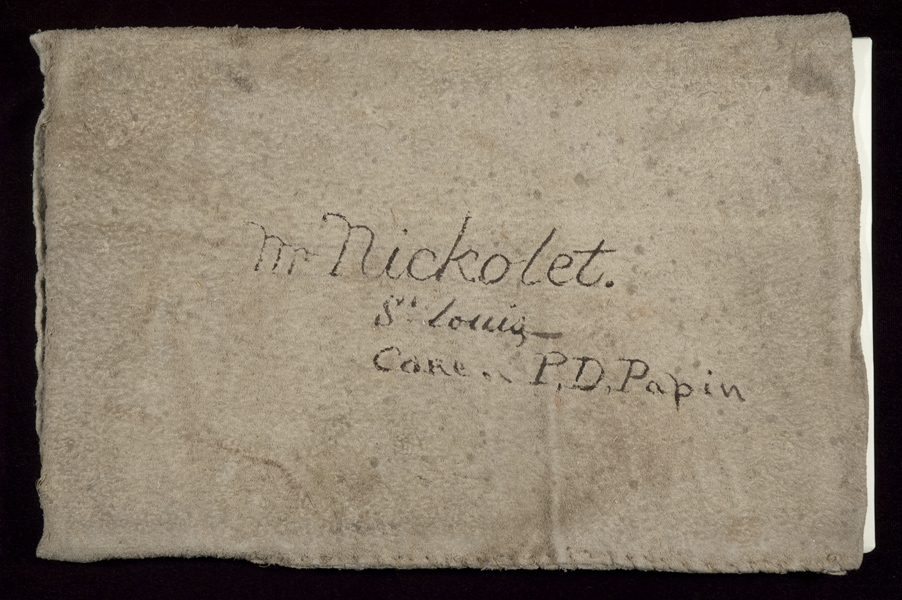 Mr Nickolet.
St. Louis
Care .. P. D. Papin